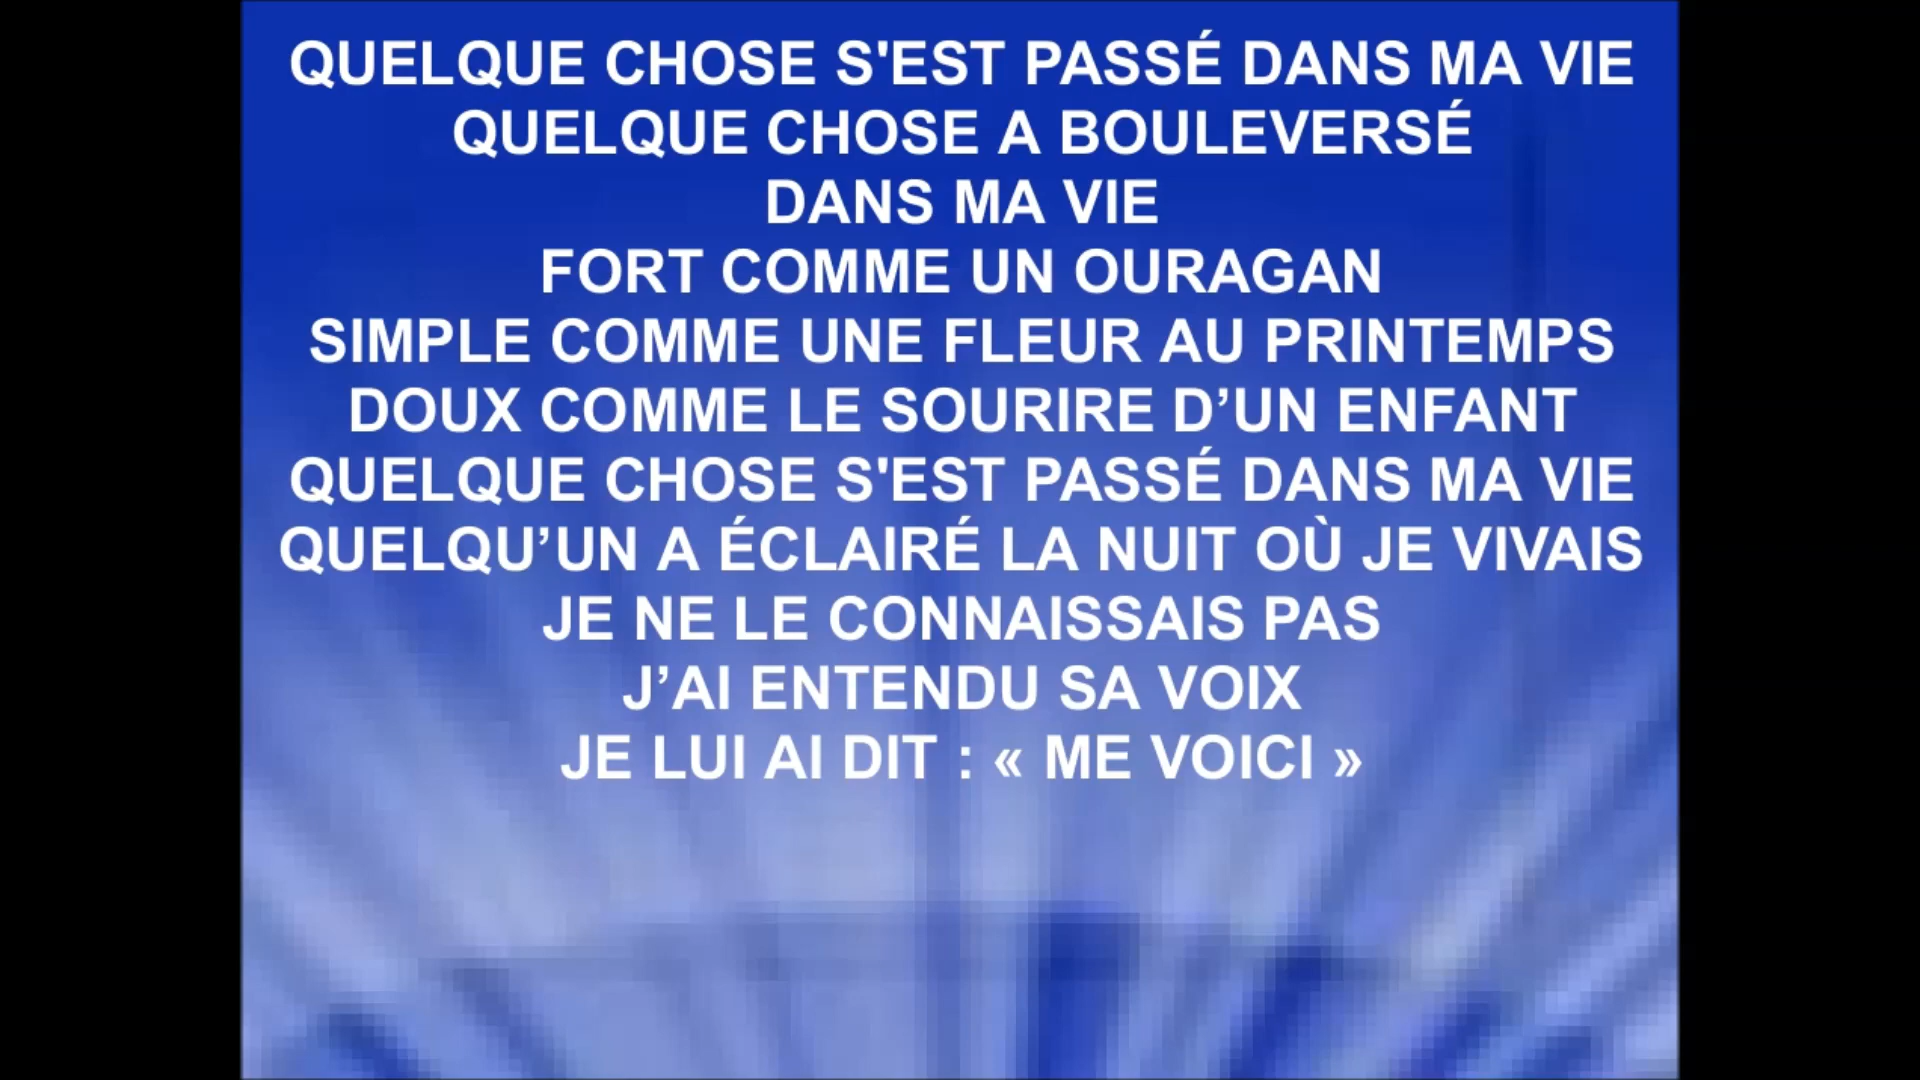 QUELQUE CHOSE S'EST PASSÉ DANS MA VIE
QUELQUE CHOSE A BOULEVERSÉ
DANS MA VIE
FORT COMME UN OURAGAN
SIMPLE COMME UNE FLEUR AU PRINTEMPS
DOUX COMME LE SOURIRE D’UN ENFANT
QUELQUE CHOSE S'EST PASSÉ DANS MA VIE
QUELQU’UN A ÉCLAIRÉ LA NUIT OÙ JE VIVAIS
JE NE LE CONNAISSAIS PAS
J’AI ENTENDU SA VOIX
JE LUI AI DIT : « ME VOICI »